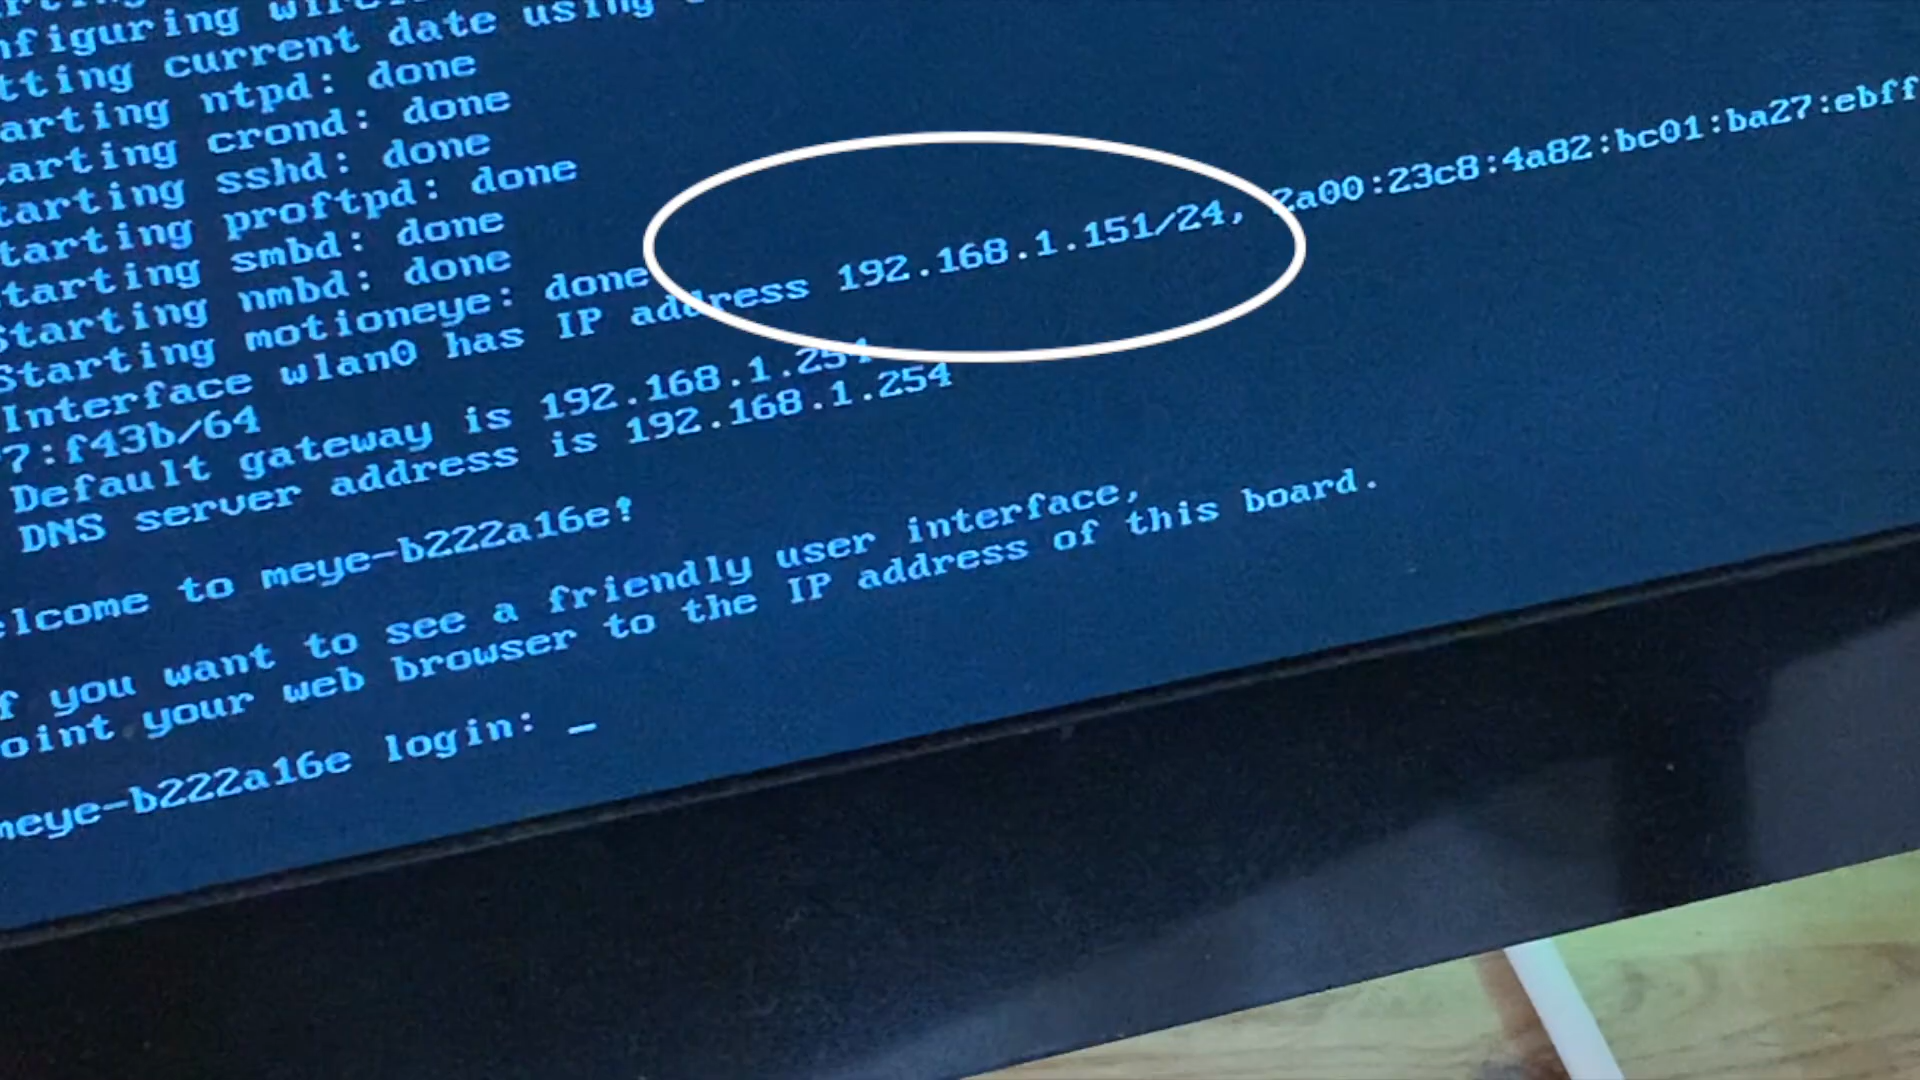 nfiguring
tting current date using
arting ntpd: done
arting crond: done
tarting sshd: done
tarting proftpd: done
tarting smbd: done
Starting nmbd: done
Starting motioneye: done
Interface wlan0 has IP address 192.168.1.151/24, 2a00:23c8:4a82:bc01:ba27:ebff
7:f43b/64
Default gateway is 192.168.1.254
DNS server address is 192.168.1.254
elcome to meye-b222a16e!
f you want to see a friendly user interface,
oint your web browser to the IP address of this board.
meye-b222a16e login: _